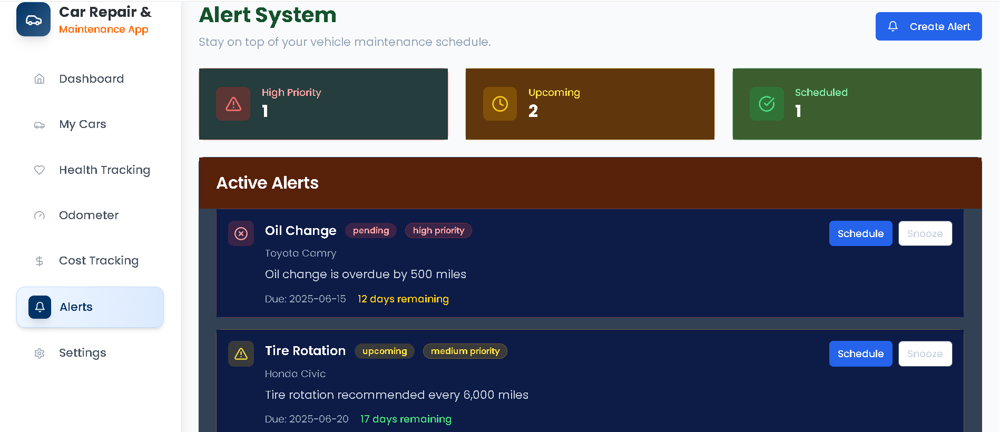 Car Repair &
Maintenance App
Dashboard
My Cars
Health Tracking
Odometer
Cost Tracking
Alerts
Settings
Alert System
Stay on top of your vehicle maintenance schedule.
Create Alert
High Priority
1
Upcoming
2
Scheduled
1
Active Alerts
Oil Change pending high priority
Toyota Camry
Oil change is overdue by 500 miles
Due: 2025-06-15 12 days remaining
Schedule Snooze
Tire Rotation upcoming medium priority
Honda Civic
Tire rotation recommended every 6,000 miles
Due: 2025-06-20 17 days remaining
Schedule Snooze